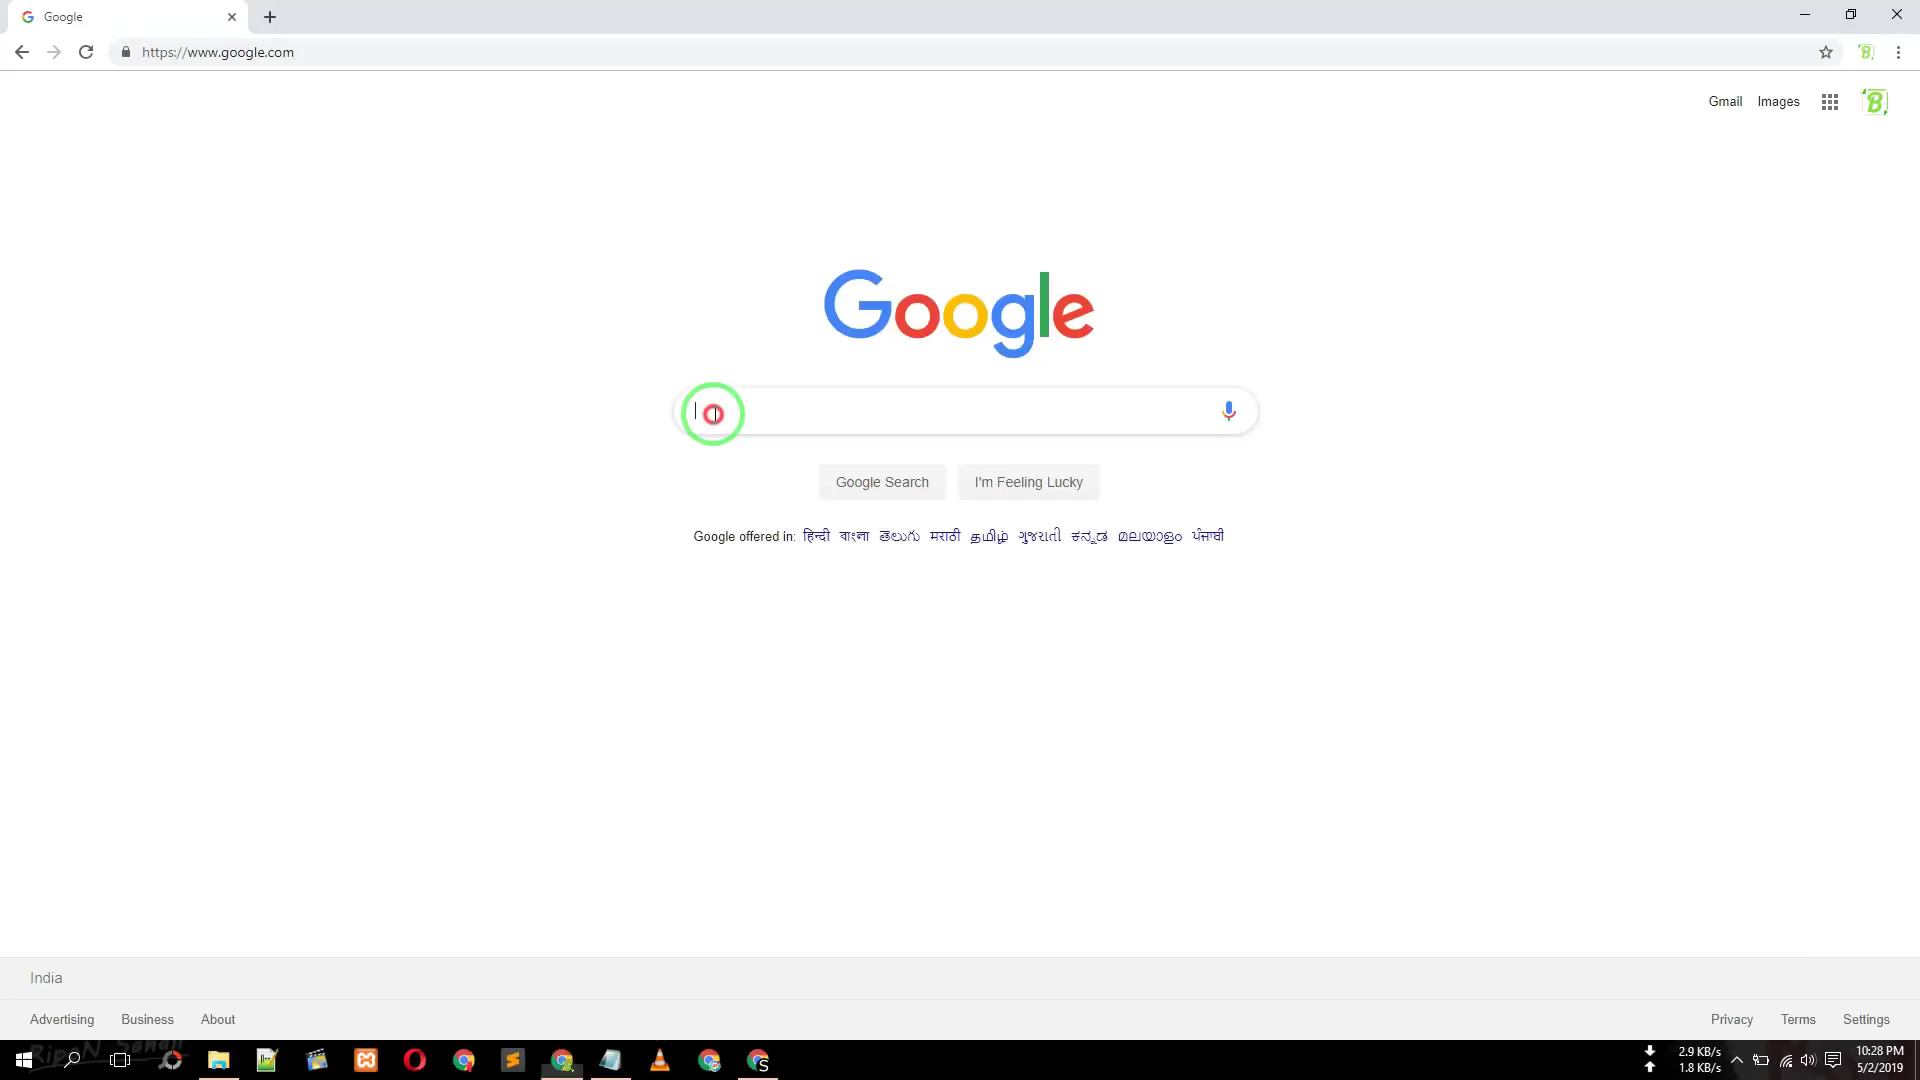 Google
https://www.google.com
Gmail Images
Google
Google Search I'm Feeling Lucky
Google offered in: हिन्दी বাংলা తెలుగు मराठी தமிழ் ગુજરાતી ಕನ್ನಡ മലയാളം ਪੰਜਾਬੀ
India
Advertising Business About Privacy Terms Settings
RipaN
2.9 KB/s 10:28 PM
1.8 KB/s 5/2/2019